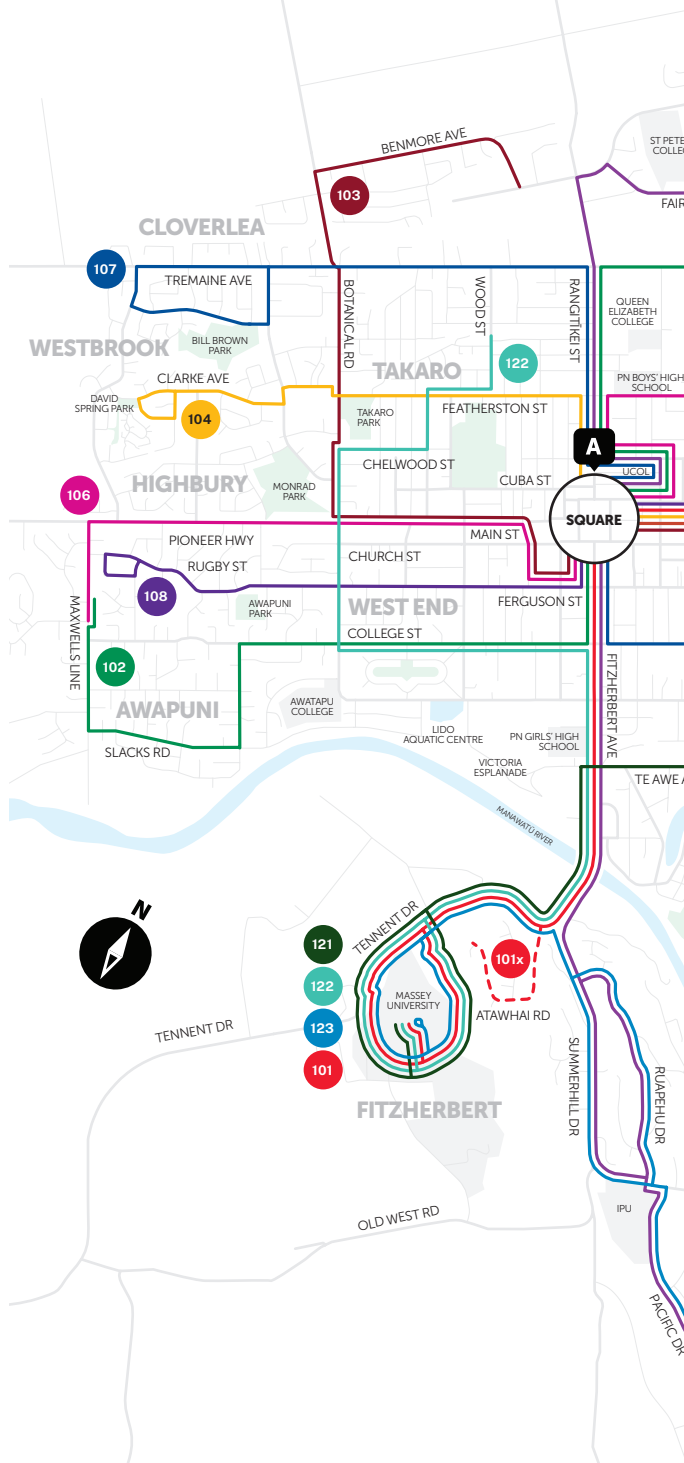 BENMORE AVE
ST PETE
COLLE
103
FAIR
CLOVERLEA
107
TREMAINE AVE
BOTANICAL RD
WOOD ST
RANGITĪKEI ST
QUEEN
ELIZABETH
COLLEGE
WESTBROOK
BILL BROWN
PARK
TAKARO
122
CLARKE AVE
PN BOYS' HIGH
SCHOOL
DAVID
SPRING PARK
104
TAKARO
PARK
FEATHERSTON ST
A
CHELWOOD ST
UCOL
HIGHBURY
MONRAD
PARK
CUBA ST
106
SQUARE
PIONEER HWY
MAIN ST
RUGBY ST
CHURCH ST
108
AWAPUNI
PARK
WEST END
FERGUSON ST
MAXWELLS LINE
COLLEGE ST
102
FITZHERBERT AVE
AWAPUNI
AWATAPU
COLLEGE
LIDO
AQUATIC CENTRE
PN GIRLS' HIGH
SCHOOL
SLACKS RD
VICTORIA
ESPLANADE
TE AWE A
MANAWATŪ RIVER
N
TENNENT DR
121
101x
122
MASSEY
UNIVERSITY
ATAWHAI RD
123
TENNENT DR
101
SUMMERHILL DR
RUAPEHU DR
FITZHERBERT
IPU
OLD WEST RD
PACIFIC DR